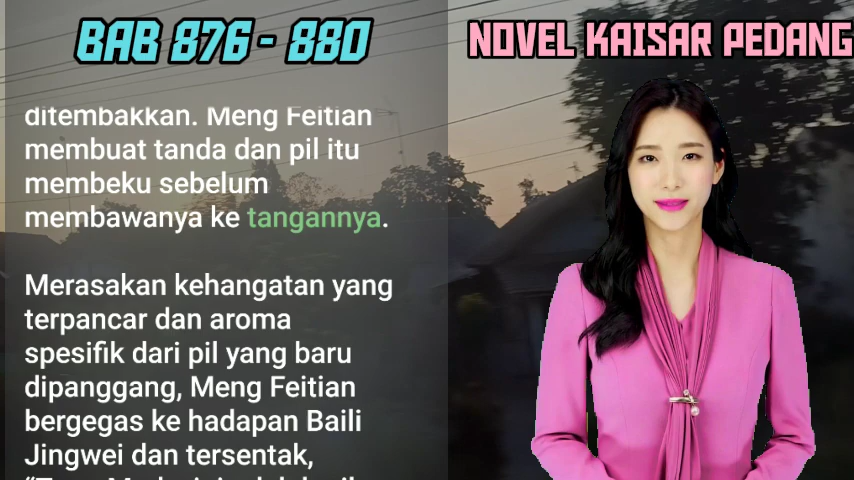 BAB 876 - 880
NOVEL KAISAR PEDANG
ditembakkan. Meng Feitian
membuat tanda dan pil itu
membeku sebelum
membawanya ke tangannya.
Merasakan kehangatan yang
terpancar dan aroma
spesifik dari pil yang baru
dipanggang, Meng Feitian
bergegas ke hadapan Baili
Jingwei dan tersentak,